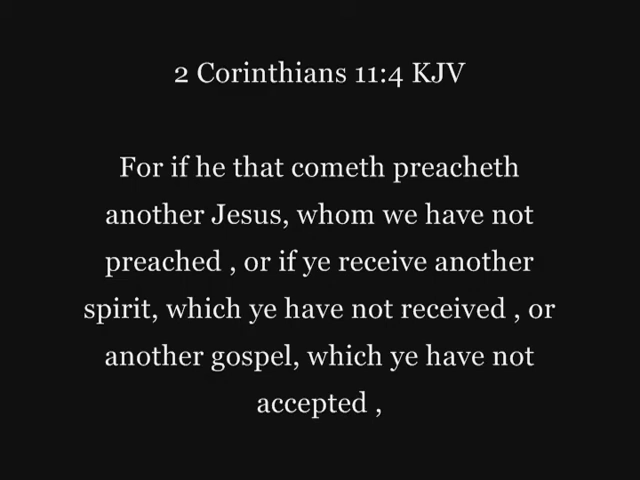 2 Corinthians 11:4 KJV
For if he that cometh preacheth
another Jesus, whom we have not
preached , or if ye receive another
spirit, which ye have not received , or
another gospel, which ye have not
accepted ,